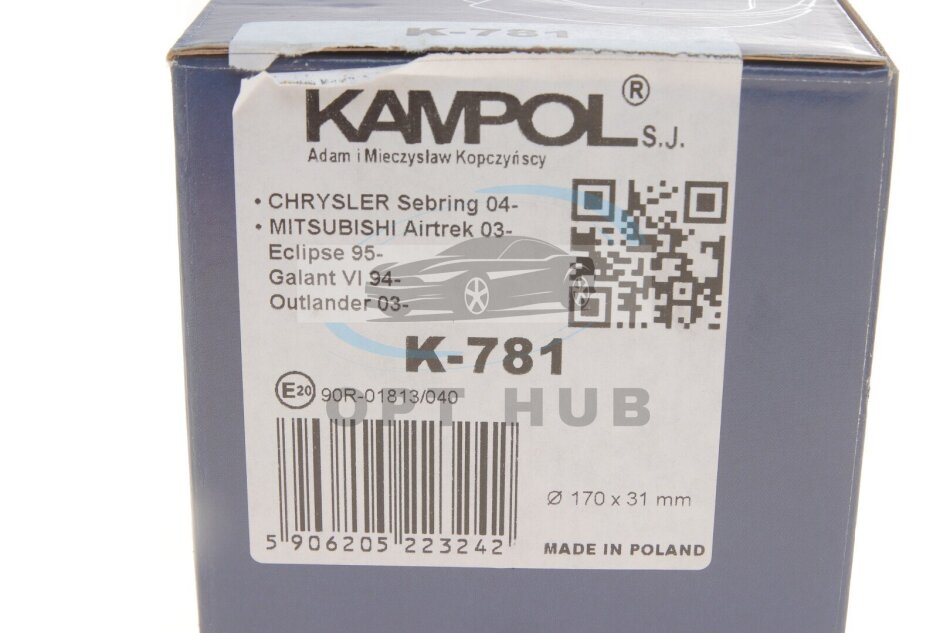 K-781
KAMPOL® S.J.
Adam i Mieczysław Kopczyńscy
• CHRYSLER Sebring 04-
• MITSUBISHI Airtrek 03-
Eclipse 95-
Galant VI 94-
Outlander 03-
K-781
E20 90R-01813/040
OPT HUB
Ø 170 x 31 mm
5 906205 223242
MADE IN POLAND